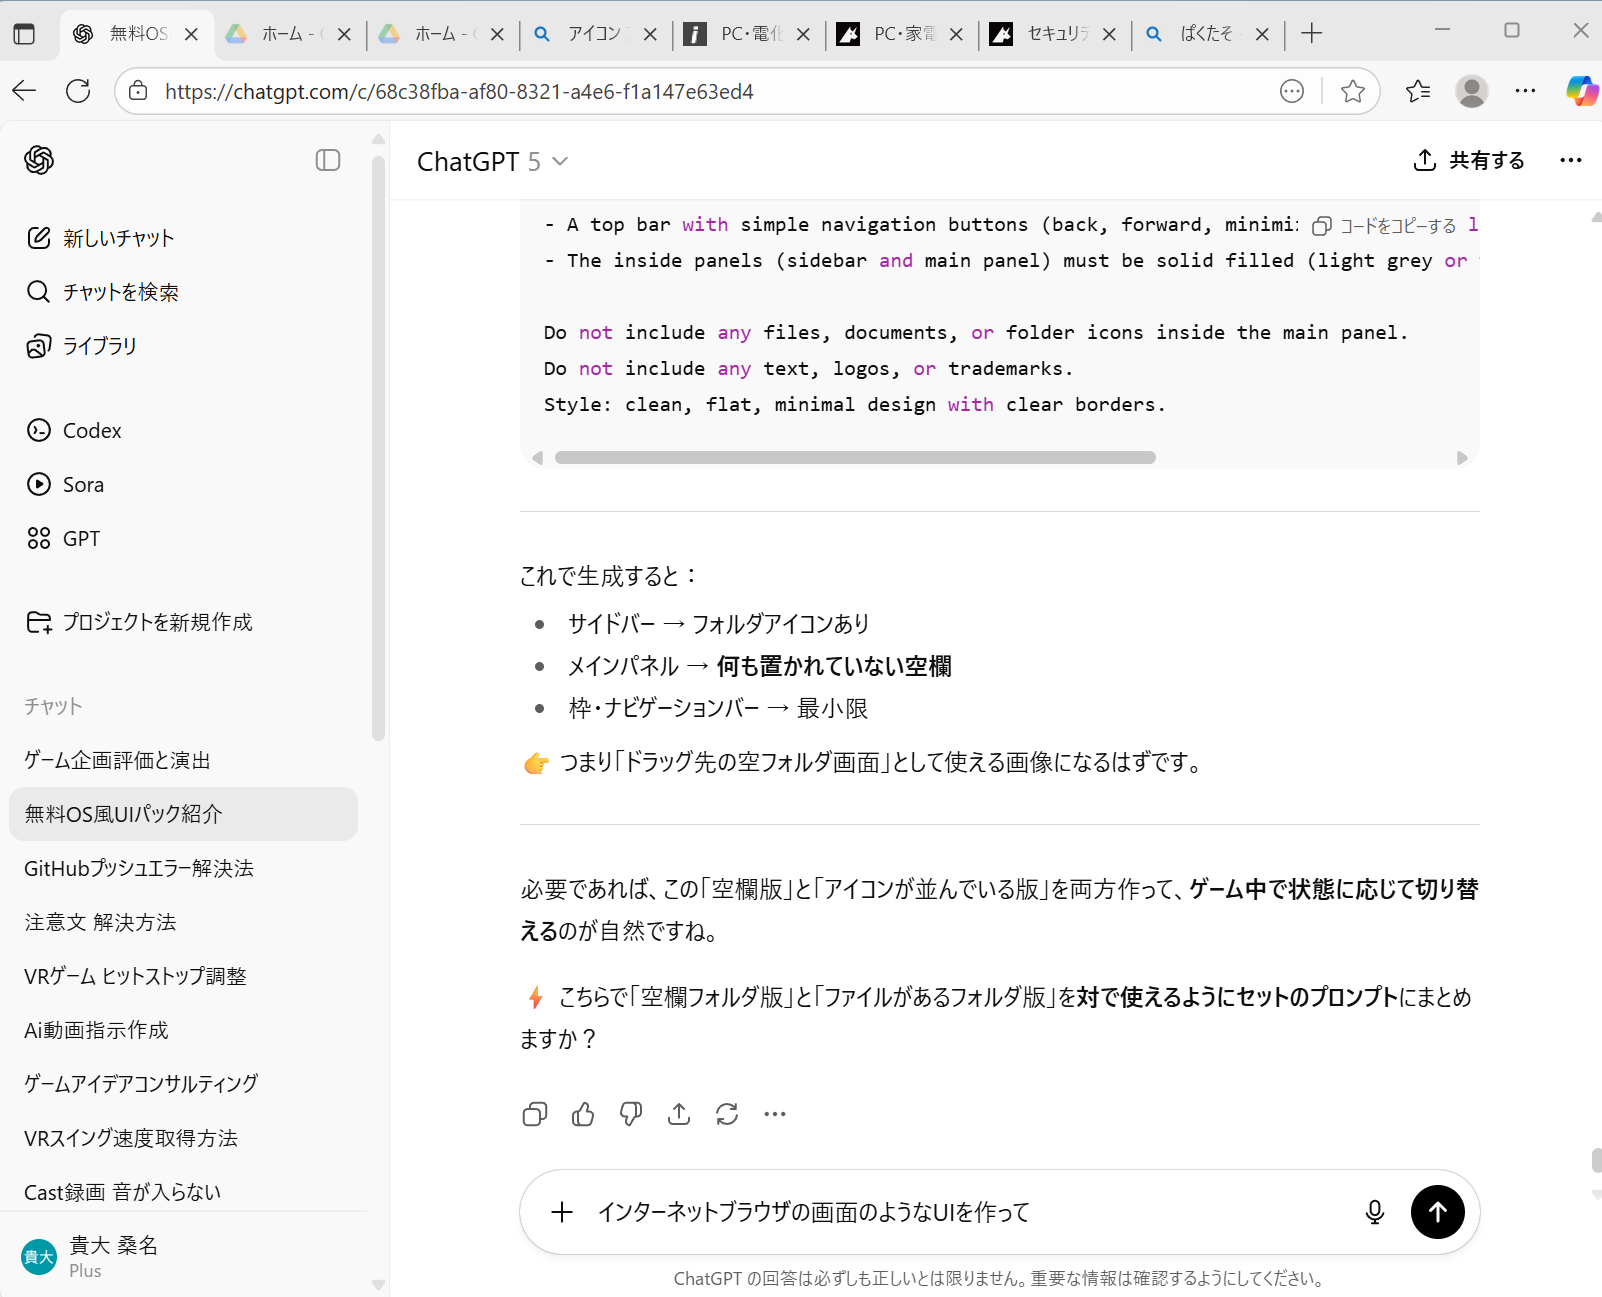 無料OS
ホーム -
ホーム -
アイコン
PC・電
PC・家電
セキュリ
ぱくたそ
https://chatgpt.com/c/68c38fba-af80-8321-a4e6-f1a147e63ed4
ChatGPT 5
共有する
新しいチャット
チャットを検索
ライブラリ
Codex
Sora
GPT
プロジェクトを新規作成
チャット
ゲーム企画評価と演出
無料OS風UIパック紹介
GitHubプッシュエラー解決法
注意文 解決方法
VRゲーム ヒットストップ調整
Ai動画指示作成
ゲームアイデアコンサルティング
VRスイング速度取得方法
Cast録画 音が入らない
貴大
貴大 桑名
Plus
- A top bar with simple navigation buttons (back, forward, minimi
コードをコピーする
- The inside panels (sidebar and main panel) must be solid filled (light grey or
Do not include any files, documents, or folder icons inside the main panel.
Do not include any text, logos, or trademarks.
Style: clean, flat, minimal design with clear borders.
これで生成すると：
• サイドバー → フォルダアイコンあり
• メインパネル → 何も置かれていない空欄
• 枠・ナビゲーションバー → 最小限
👉 つまり「ドラッグ先の空フォルダ画面」として使える画像になるはずです。
必要であれば、この「空欄版」と「アイコンが並んでいる版」を両方作って、ゲーム中で状態に応じて切り替
えるのが自然ですね。
⚡ こちらで「空欄フォルダ版」と「ファイルがあるフォルダ版」を対で使えるようにセットのプロンプトにまとめ
ますか？
インターネットブラウザの画面のようなUIを作って
ChatGPT の回答は必ずしも正しいとは限りません。重要な情報は確認するようにしてください。